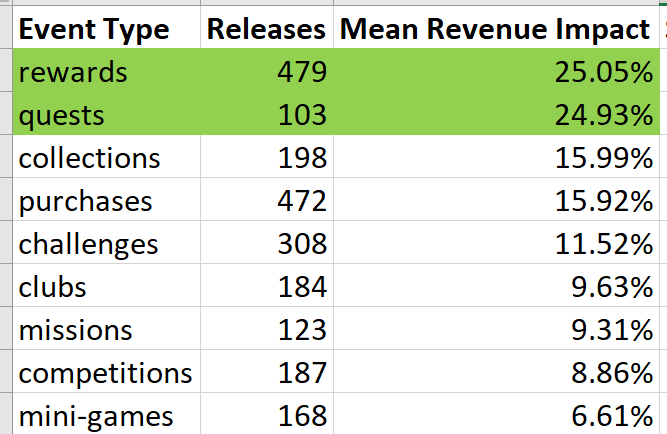 Event Type Releases Mean Revenue Impact
rewards 479 25.05%
quests 103 24.93%
collections 198 15.99%
purchases 472 15.92%
challenges 308 11.52%
clubs 184 9.63%
missions 123 9.31%
competitions 187 8.86%
mini-games 168 6.61%